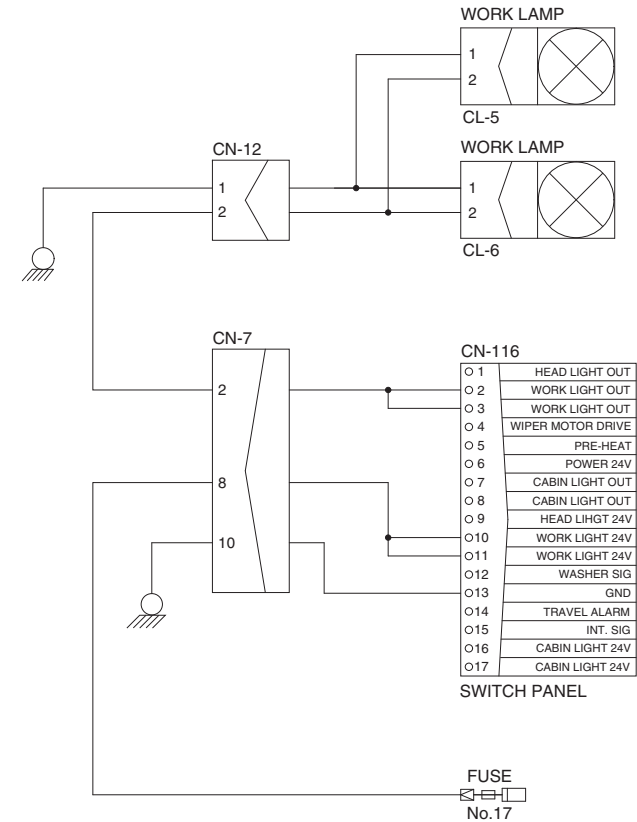 WORK LAMP
1
2
CL-5
WORK LAMP
1
2
CL-6
CN-12
1
2
CN-7
2
8
10
CN-116
1 HEAD LIGHT OUT
2 WORK LIGHT OUT
3 WORK LIGHT OUT
4 WIPER MOTOR DRIVE
5 PRE-HEAT
6 POWER 24V
7 CABIN LIGHT OUT
8 CABIN LIGHT OUT
9 HEAD LIHGT 24V
10 WORK LIGHT 24V
11 WORK LIGHT 24V
12 WASHER SIG
13 GND
14 TRAVEL ALARM
15 INT. SIG
16 CABIN LIGHT 24V
17 CABIN LIGHT 24V
SWITCH PANEL
FUSE
No.17